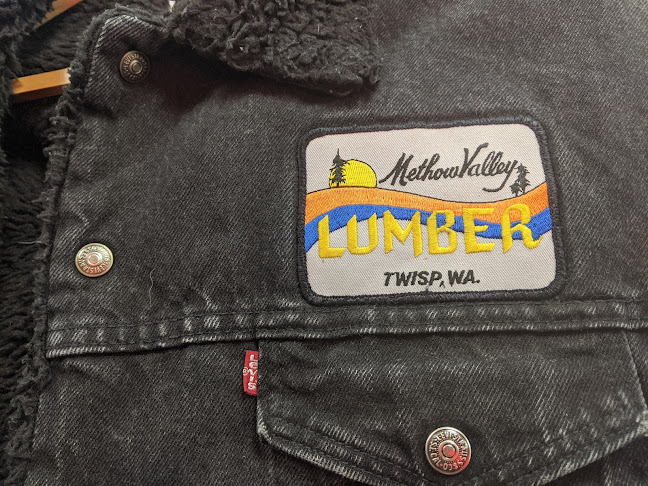 Methow Valley
LUMBER
TWISP, WA.
LEVI'S